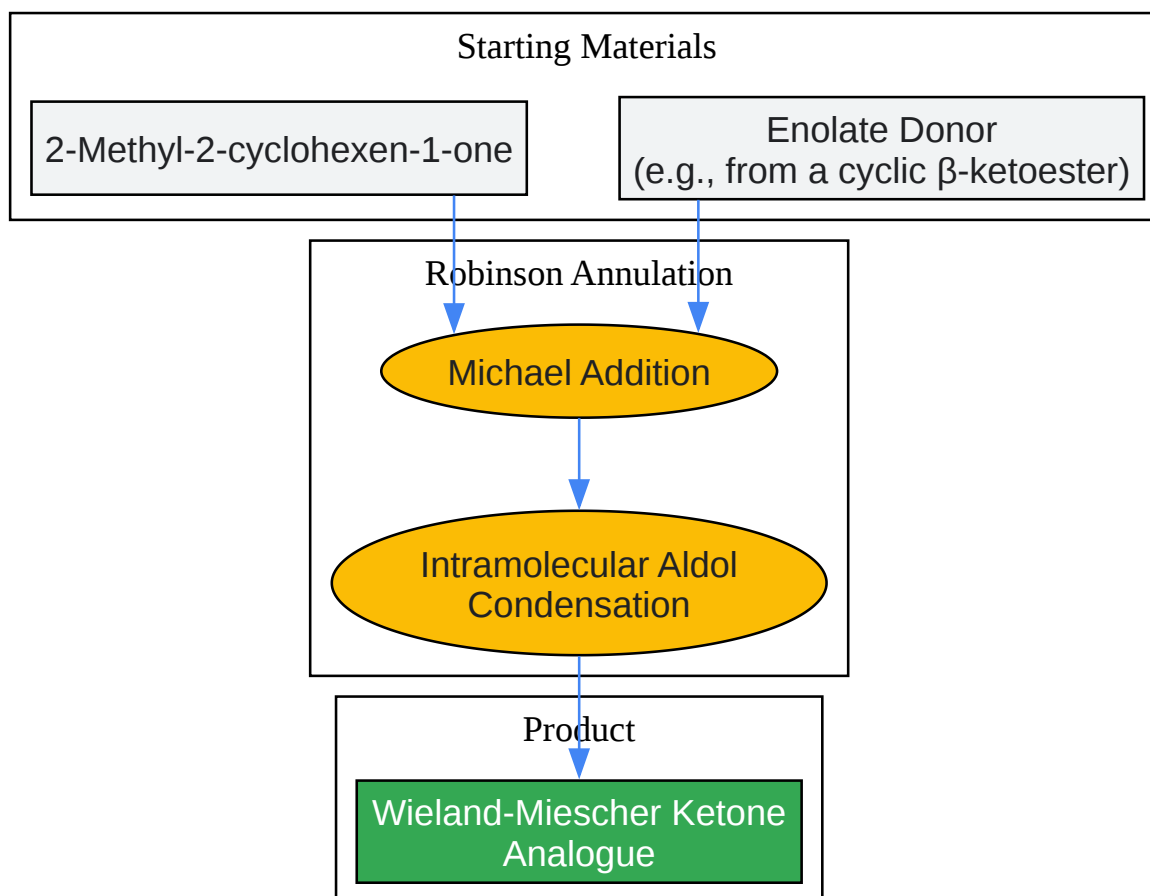 Starting Materials
2-Methyl-2-cyclohexen-1-one
Enolate Donor
(e.g., from a cyclic β-ketoester)
Robinson Annulation
Michael Addition
Intramolecular Aldol
Condensation
Product
Wieland-Miescher Ketone
Analogue